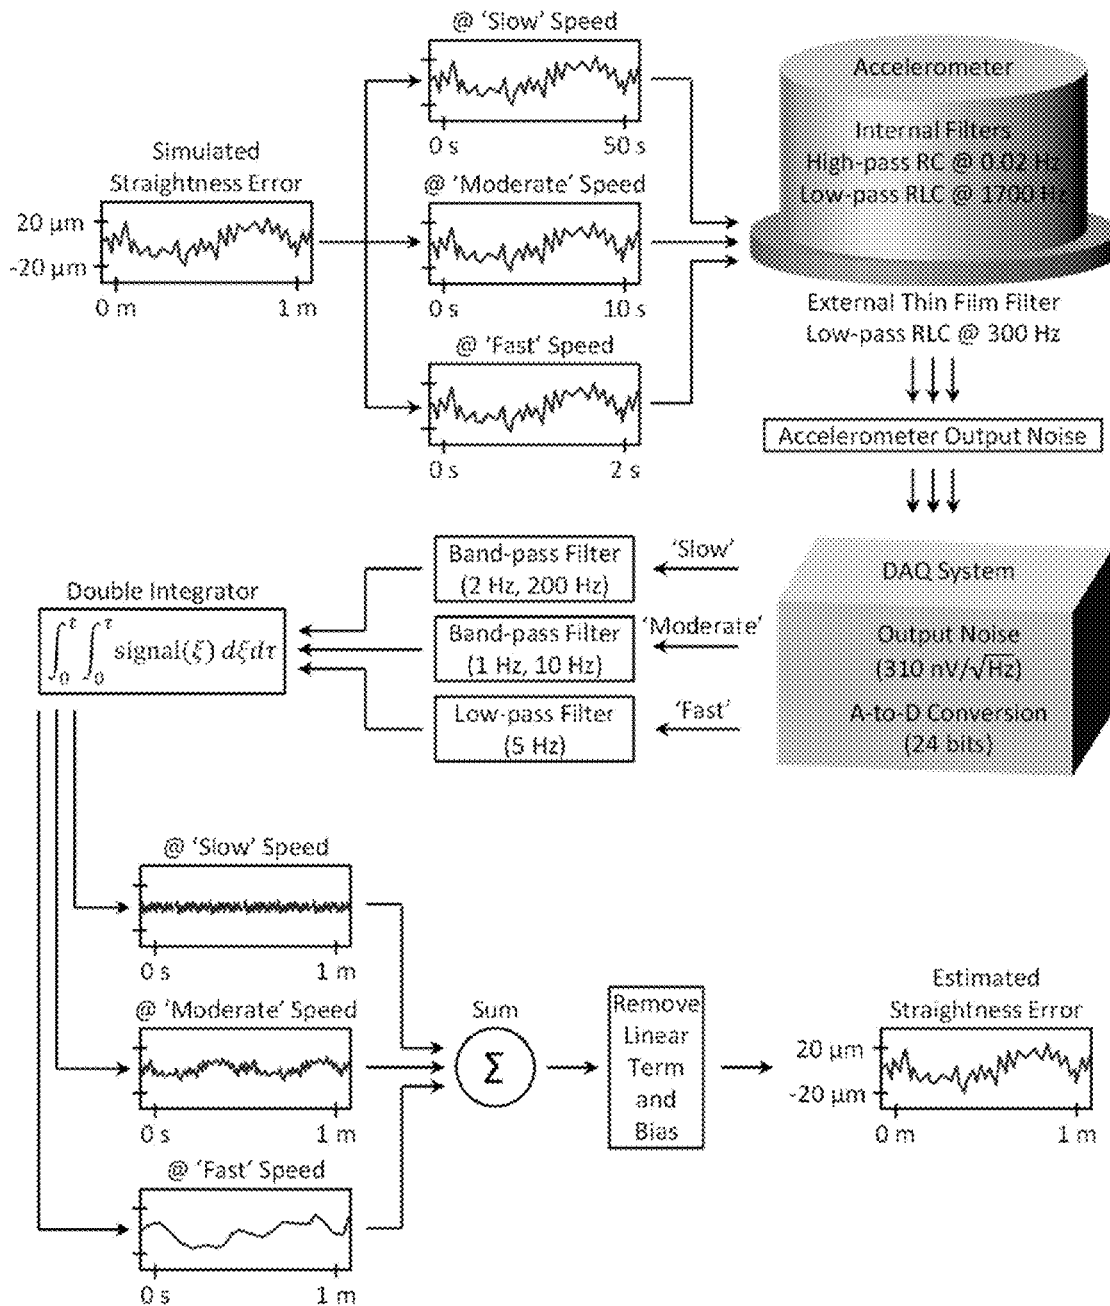 @ 'Slow' Speed
0 s
50 s
Simulated
Straightness Error
20 µm
-20 µm
0 m
1 m
@ 'Moderate' Speed
0 s
10 s
@ 'Fast' Speed
0 s
2 s
Accelerometer
Internal Filters
High-pass RC @ 0.02 Hz
Low-pass RLC @ 1700 Hz
External Thin Film Filter
Low-pass RLC @ 300 Hz
Accelerometer Output Noise
DAQ System
Output Noise
(310 nV/√Hz)
A-to-D Conversion
(24 bits)
'Slow'
'Moderate'
'Fast'
Band-pass Filter
(2 Hz, 200 Hz)
Band-pass Filter
(1 Hz, 10 Hz)
Low-pass Filter
(5 Hz)
Double Integrator
∫₀ᵗ ∫₀^τ signal(ξ) dξdτ
@ 'Slow' Speed
0 s
1 m
@ 'Moderate' Speed
0 s
1 m
@ 'Fast' Speed
0 s
1 m
Sum
Σ
Remove
Linear
Term
and
Bias
Estimated
Straightness Error
20 µm
-20 µm
0 m
1 m